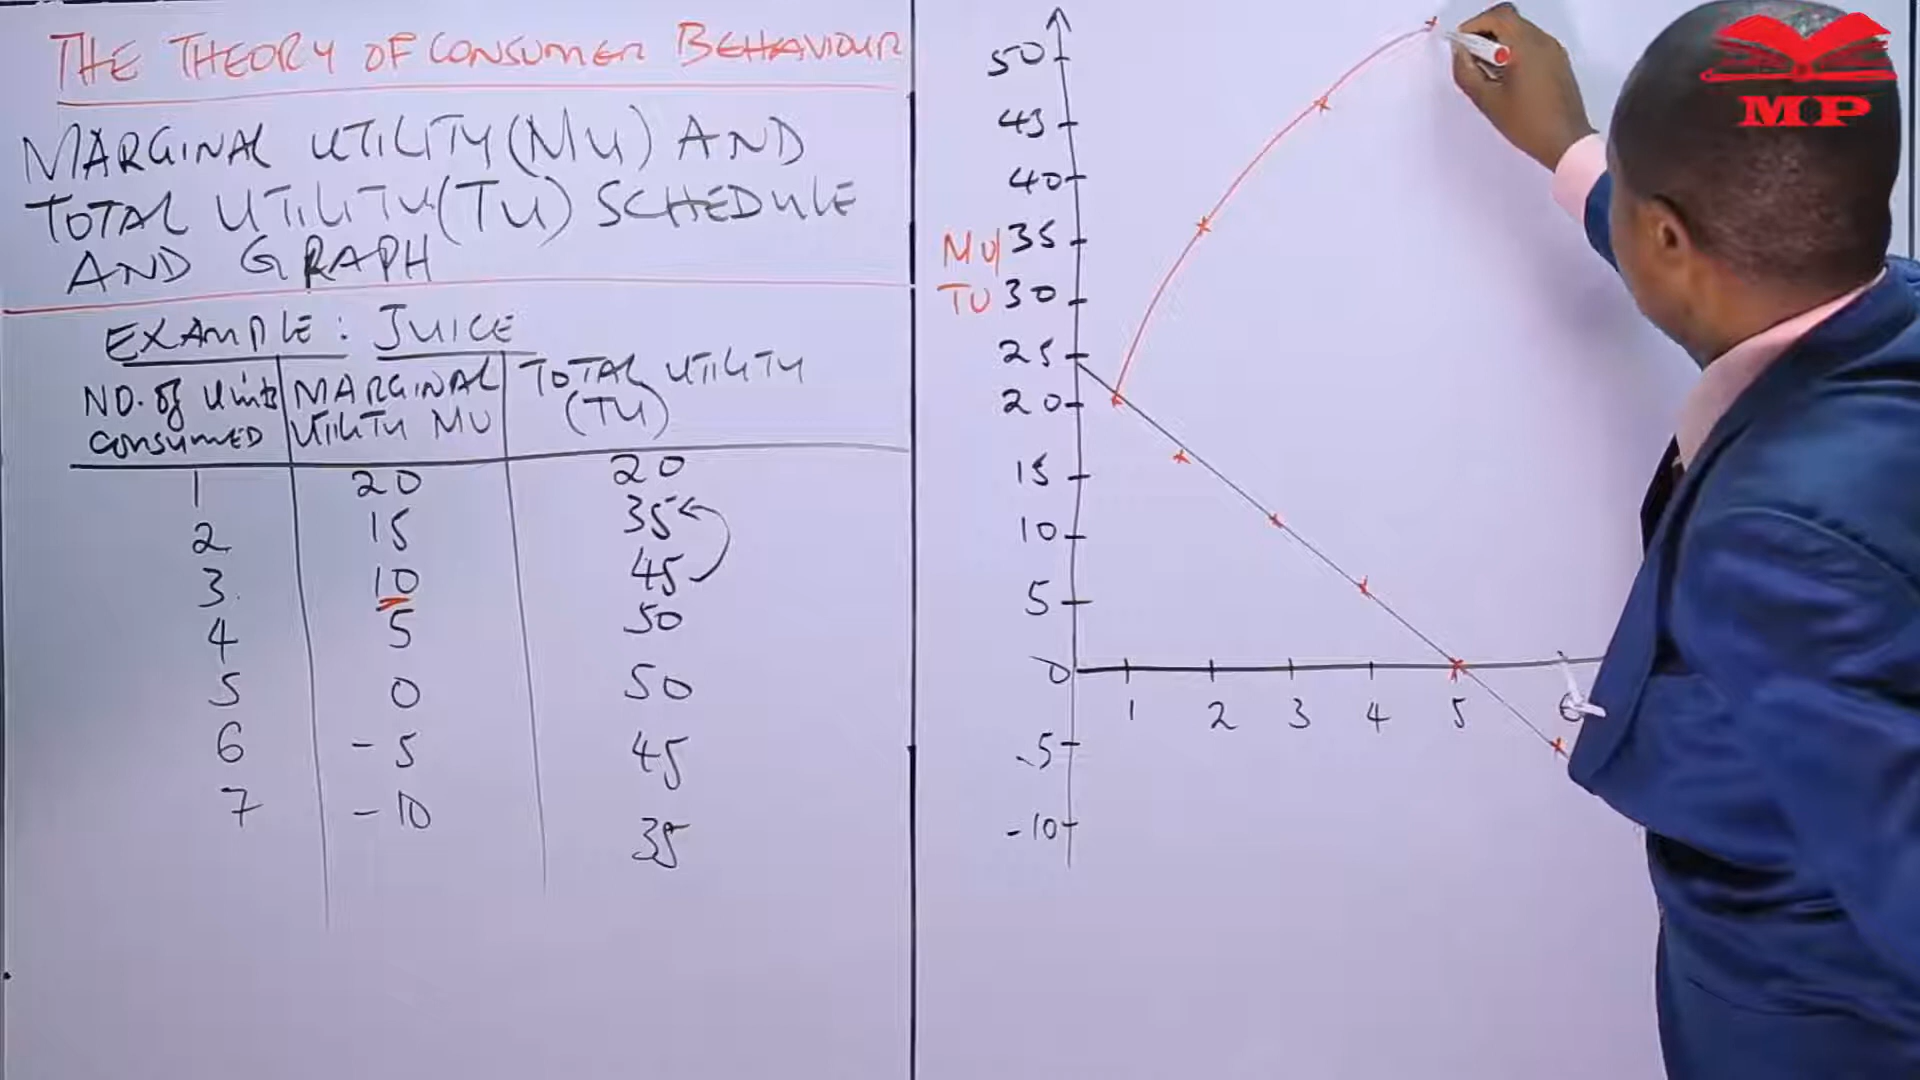 THE THEORY OF CONSUMER BEHAVIOUR
MARGINAL UTILITY (MU) AND
TOTAL UTILITY (TU) SCHEDULE
AND GRAPH
EXAMPLE: JUICE
NO. of Units CONSUMED
MARGINAL UTILITY MU
TOTAL UTILITY (TU)
1 20 20
2 15 35
3. 10 45
4 5 50
5 0 50
6 -5 45
7 -10 35
50
45
40
MU/ 35
TU 30
25
20
15
10
5
0
1 2 3 4 5 6
-5
-10
MP